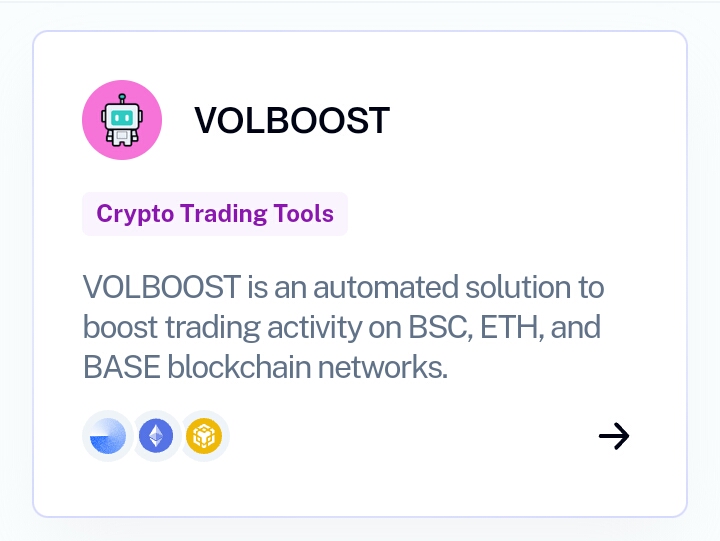 VOLBOOST
Crypto Trading Tools
VOLBOOST is an automated solution to
boost trading activity on BSC, ETH, and
BASE blockchain networks.